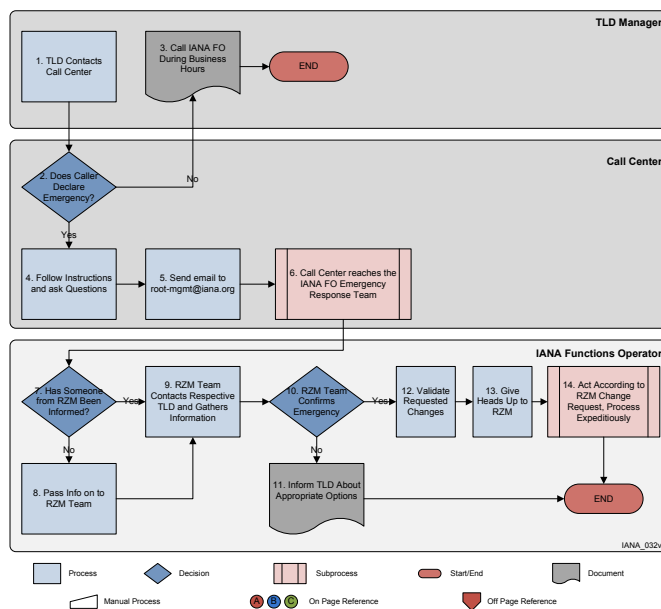 TLD Manager
1. TLD Contacts
Call Center
3. Call IANA FO
During Business
Hours
END
Call Center
2. Does Caller
Declare
Emergency?
No
Yes
4. Follow Instructions
and ask Questions
5. Send email to
root-mgmt@iana.org
6. Call Center reaches the
IANA FO Emergency
Response Team
IANA Functions Operator
7. Has Someone
from RZM Been
Informed?
Yes
No
9. RZM Team
Contacts Respective
TLD and Gathers
Information
10. RZM Team
Confirms
Emergency
Yes
No
12. Validate
Requested
Changes
13. Give
Heads Up to
RZM
14. Act According to
RZM Change
Request, Process
Expeditiously
8. Pass Info on to
RZM Team
11. Inform TLD About
Appropriate Options
END
IANA_032v
Process
Decision
Subprocess
Start/End
Document
Manual Process
A
B
C
On Page Reference
Off Page Reference